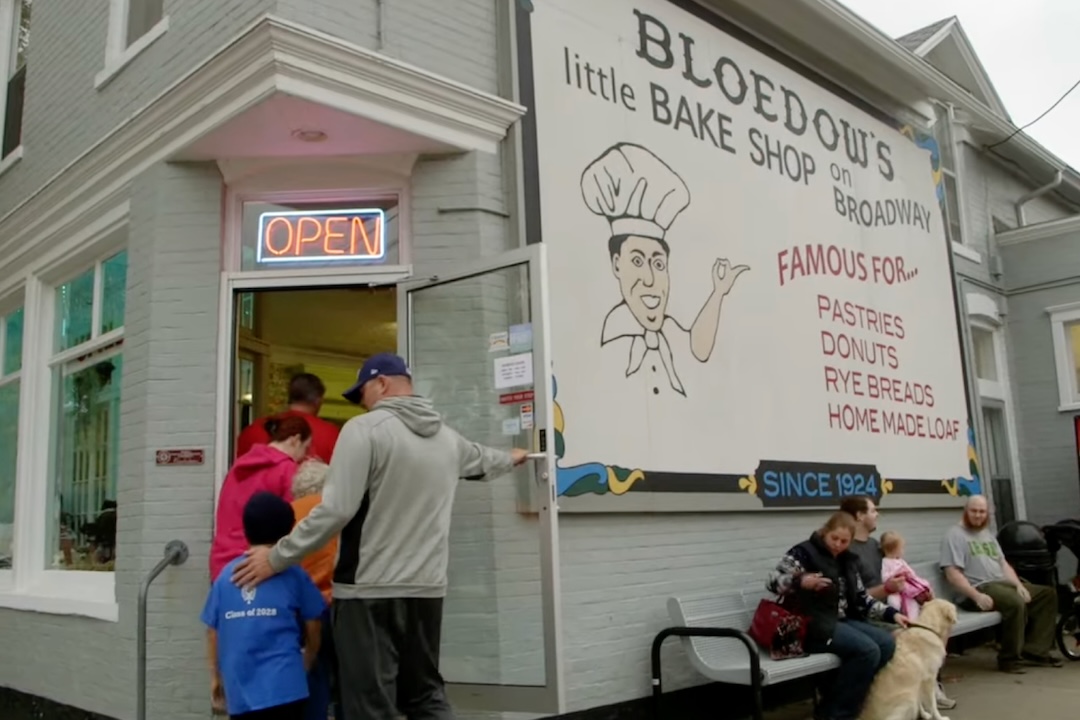 BLOEDOW'S
little BAKE SHOP on
BROADWAY
FAMOUS FOR...
PASTRIES
DONUTS
RYE BREADS
HOME MADE LOAF
SINCE 1924
OPEN
Class of 2028